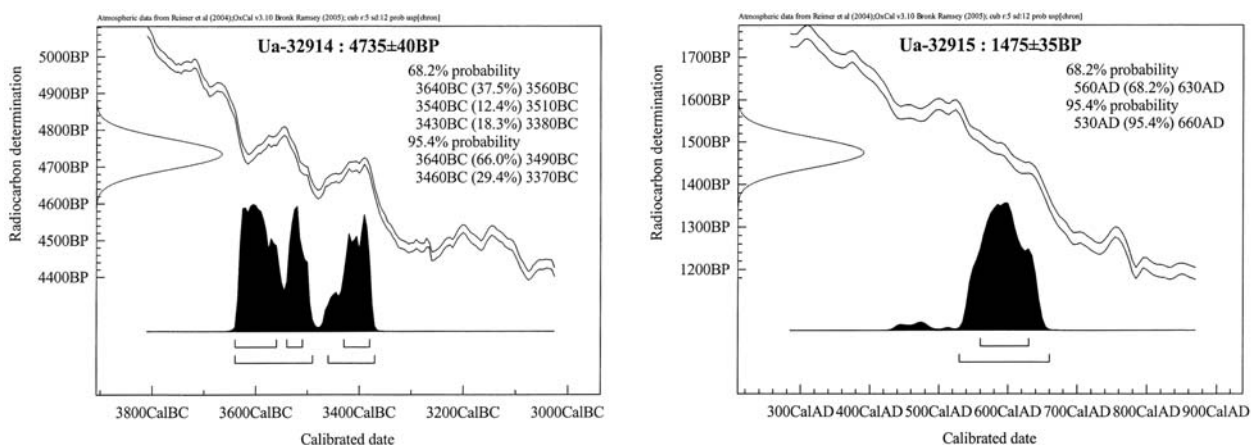 Atmospheric data from Reimer et al (2004);OxCal v3.10 Bronk Ramsey (2005); cub r:5 sd:12 prob usp[chron]
Ua-32914 : 4735±40BP
68.2% probability
3640BC (37.5%) 3560BC
3540BC (12.4%) 3510BC
3430BC (18.3%) 3380BC
95.4% probability
3640BC (66.0%) 3490BC
3460BC (29.4%) 3370BC
Radiocarbon determination
5000BP
4900BP
4800BP
4700BP
4600BP
4500BP
4400BP
3800CalBC 3600CalBC 3400CalBC 3200CalBC 3000CalBC
Calibrated date
Atmospheric data from Reimer et al (2004);OxCal v3.10 Bronk Ramsey (2005); cub r:5 sd:12 prob usp[chron]
Ua-32915 : 1475±35BP
68.2% probability
560AD (68.2%) 630AD
95.4% probability
530AD (95.4%) 660AD
Radiocarbon determination
1700BP
1600BP
1500BP
1400BP
1300BP
1200BP
300CalAD 400CalAD 500CalAD 600CalAD 700CalAD 800CalAD 900CalAD
Calibrated date